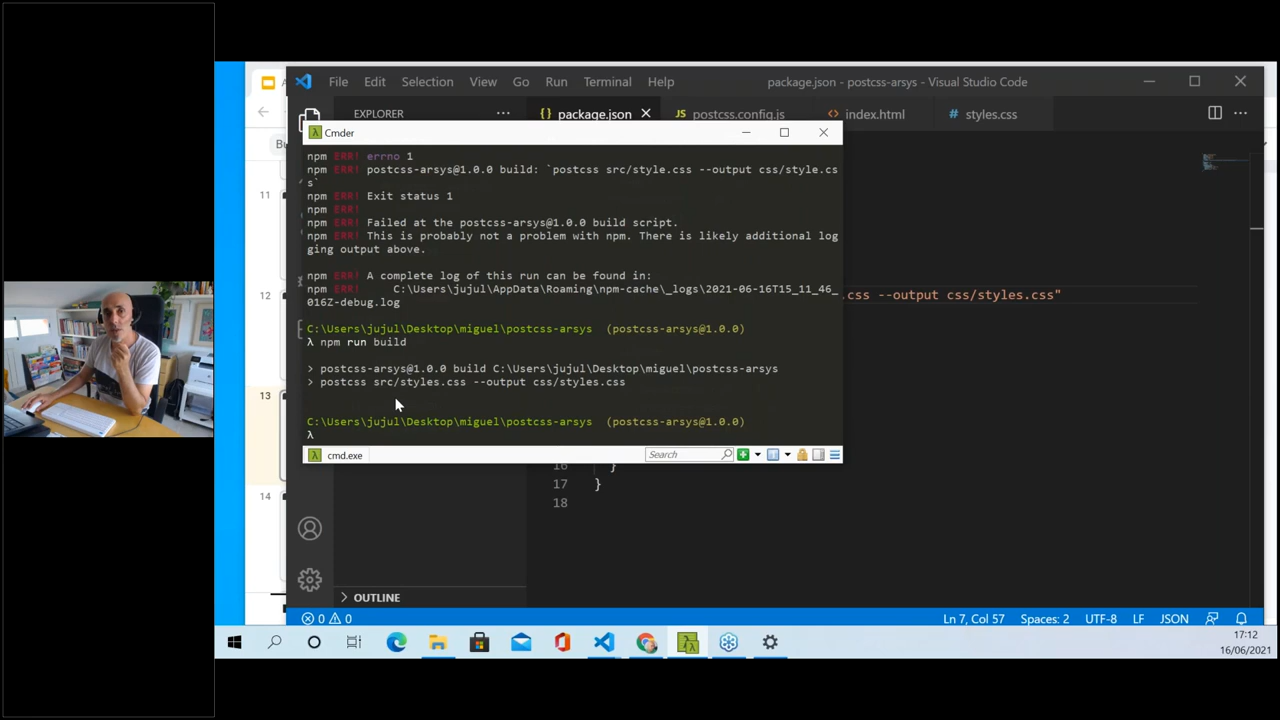 File Edit Selection View Go Run Terminal Help
package.json - postcss-arsys - Visual Studio Code
EXPLORER
package.json
postcss.config.js
index.html
styles.css
Cmder
npm ERR! errno 1
npm ERR! postcss-arsys@1.0.0 build: `postcss src/style.css --output css/style.cs
s`
npm ERR! Exit status 1
npm ERR!
npm ERR! Failed at the postcss-arsys@1.0.0 build script.
npm ERR! This is probably not a problem with npm. There is likely additional log
ging output above.
npm ERR! A complete log of this run can be found in:
npm ERR! C:\Users\jujul\AppData\Roaming\npm-cache\_logs\2021-06-16T15_11_46_
016Z-debug.log
C:\Users\jujul\Desktop\miguel\postcss-arsys (postcss-arsys@1.0.0)
λ npm run build
> postcss-arsys@1.0.0 build C:\Users\jujul\Desktop\miguel\postcss-arsys
> postcss src/styles.css --output css/styles.css
C:\Users\jujul\Desktop\miguel\postcss-arsys (postcss-arsys@1.0.0)
λ
cmd.exe
Search
.css --output css/styles.css"
11
12
13
14
16 }
17 }
18
OUTLINE
0 0
Ln 7, Col 57 Spaces: 2 UTF-8 LF JSON
17:12
16/06/2021